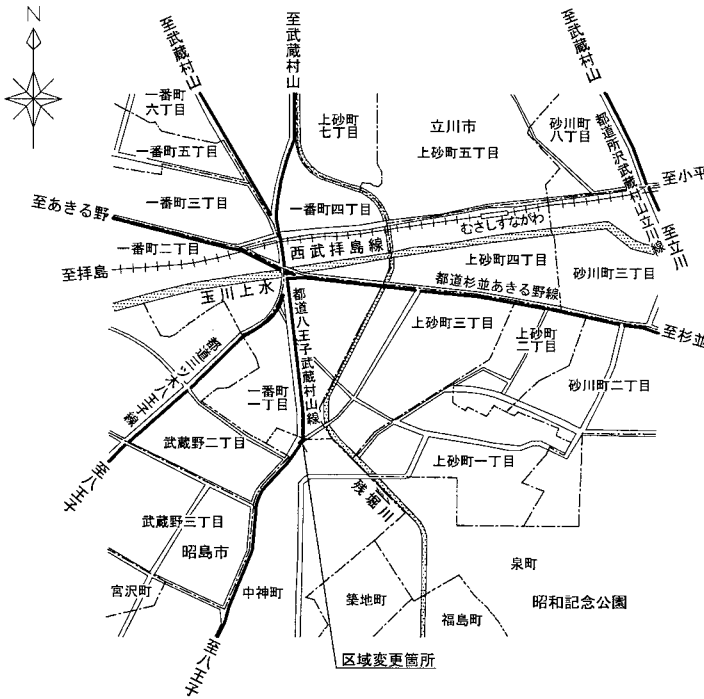 N
至武蔵村山
至武蔵村山
至武蔵村山
一番町
六丁目
上砂町
七丁目
立川市
砂川町
八丁目
一番町五丁目
上砂町五丁目
都道所沢武蔵村山立川線
至小平
一番町三丁目
至あきる野
一番町四丁目
むさしすながわ
一番町二丁目
西武拝島線
至立川
至拝島
上砂町四丁目
砂川町三丁目
玉川上水
都道杉並あきる野線
都道八王子武蔵村山線
上砂町三丁目
上砂町
二丁目
至杉並
都道三ツ木八王子線
一番町
一丁目
砂川町二丁目
武蔵野二丁目
上砂町一丁目
至八王子
残堀川
武蔵野三丁目
昭島市
泉町
宮沢町
中神町
築地町
昭和記念公園
福島町
至八王子
区域変更箇所